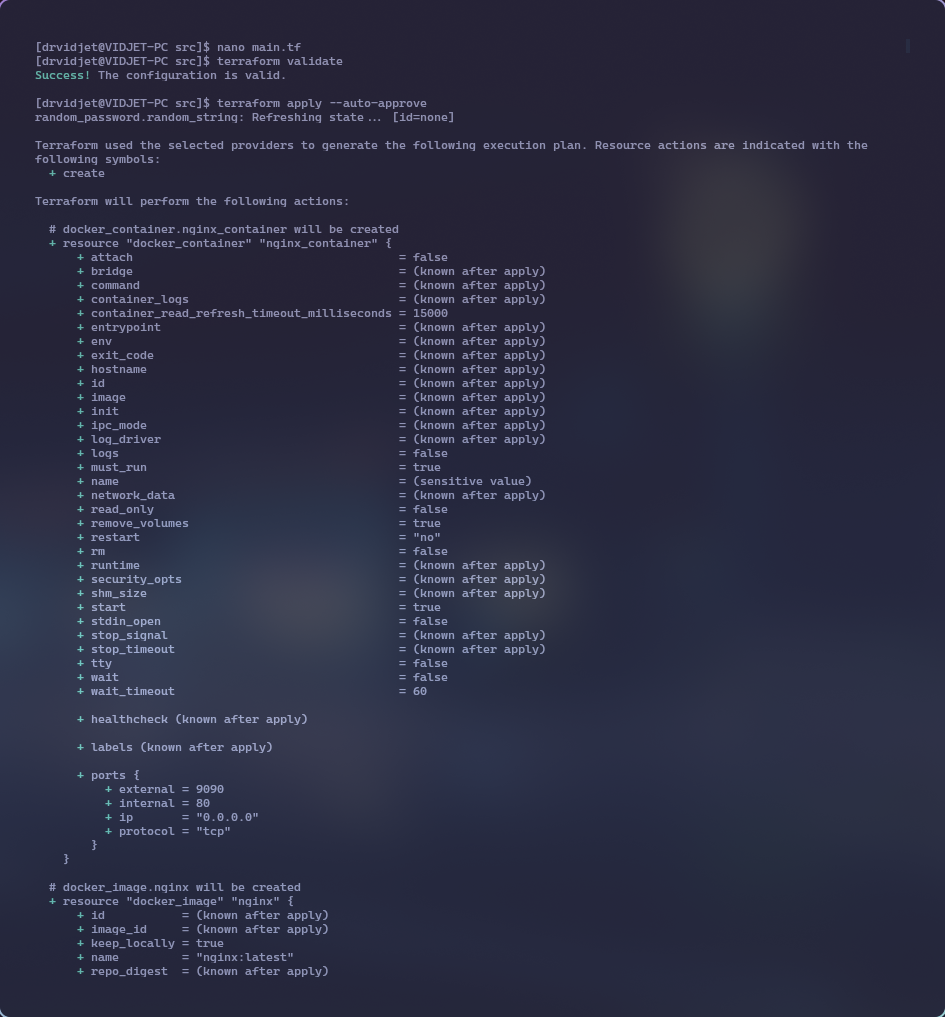 [drvidjet@VIDJET-PC src]$ nano main.tf
[drvidjet@VIDJET-PC src]$ terraform validate
Success! The configuration is valid.
[drvidjet@VIDJET-PC src]$ terraform apply --auto-approve
random_password.random_string: Refreshing state... [id=none]
Terraform used the selected providers to generate the following execution plan. Resource actions are indicated with the
following symbols:
  + create
Terraform will perform the following actions:
  # docker_container.nginx_container will be created
  + resource "docker_container" "nginx_container" {
      + attach                                      = false
      + bridge                                      = (known after apply)
      + command                                     = (known after apply)
      + container_logs                              = (known after apply)
      + container_read_refresh_timeout_milliseconds = 15000
      + entrypoint                                  = (known after apply)
      + env                                         = (known after apply)
      + exit_code                                   = (known after apply)
      + hostname                                    = (known after apply)
      + id                                          = (known after apply)
      + image                                       = (known after apply)
      + init                                        = (known after apply)
      + ipc_mode                                    = (known after apply)
      + log_driver                                  = (known after apply)
      + logs                                        = false
      + must_run                                    = true
      + name                                        = (sensitive value)
      + network_data                                = (known after apply)
      + read_only                                   = false
      + remove_volumes                              = true
      + restart                                     = "no"
      + rm                                          = false
      + runtime                                     = (known after apply)
      + security_opts                               = (known after apply)
      + shm_size                                    = (known after apply)
      + start                                       = true
      + stdin_open                                  = false
      + stop_signal                                 = (known after apply)
      + stop_timeout                                = (known after apply)
      + tty                                         = false
      + wait                                        = false
      + wait_timeout                                = 60
      + healthcheck (known after apply)
      + labels (known after apply)
      + ports {
          + external = 9090
          + internal = 80
          + ip       = "0.0.0.0"
          + protocol = "tcp"
        }
    }
  # docker_image.nginx will be created
  + resource "docker_image" "nginx" {
      + id           = (known after apply)
      + image_id     = (known after apply)
      + keep_locally = true
      + name         = "nginx:latest"
      + repo_digest  = (known after apply)